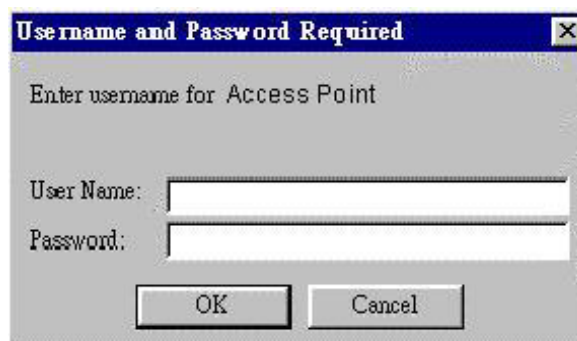 Username and Password Required
Enter username for Access Point
User Name:
Password:
OK
Cancel